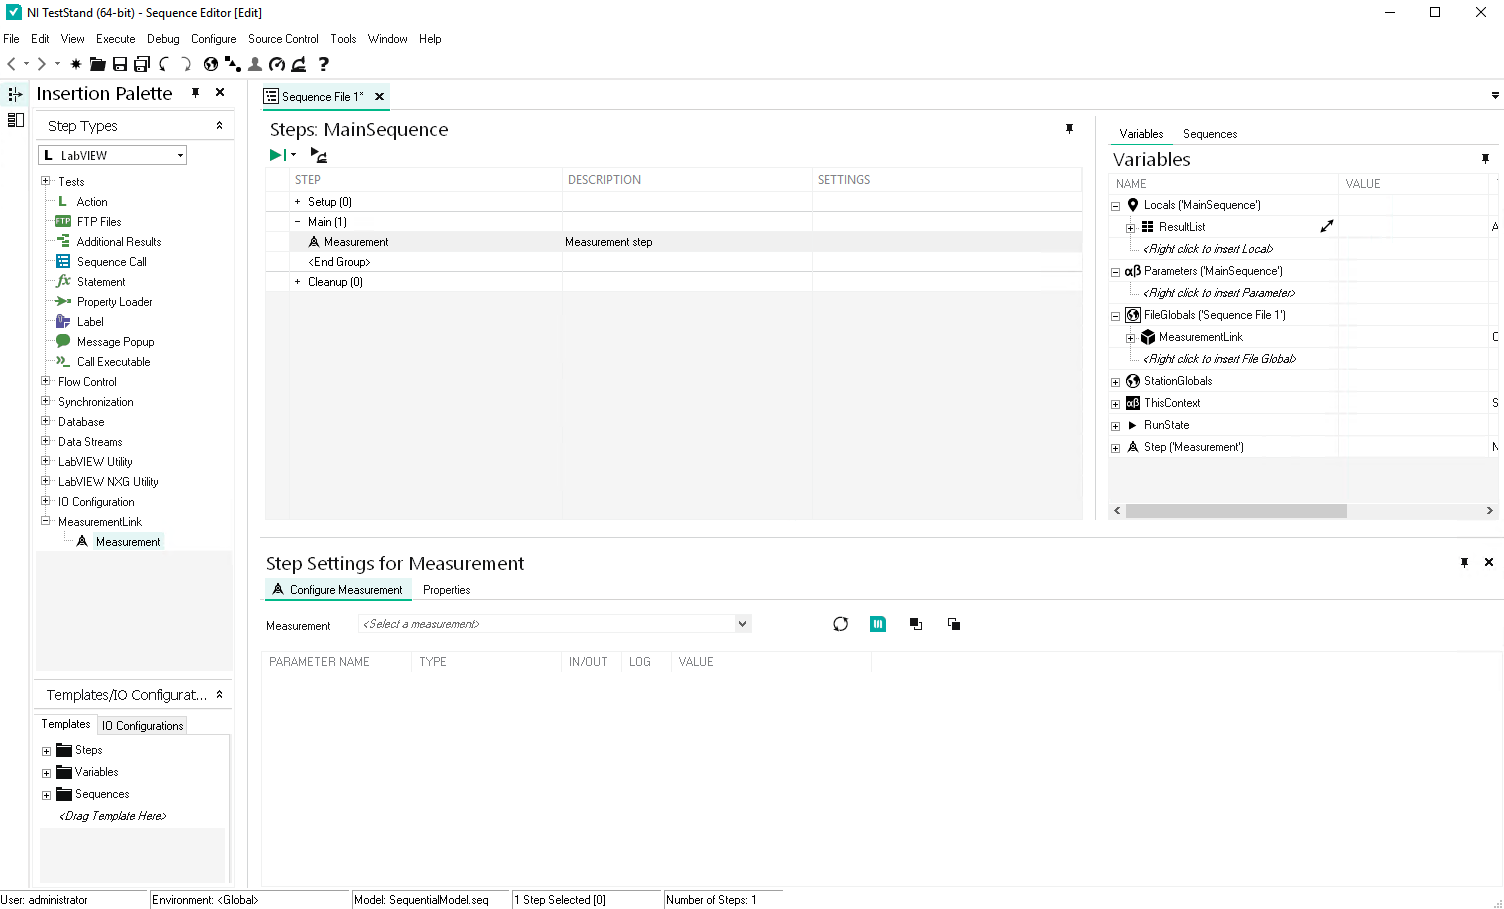 NI TestStand (64-bit) - Sequence Editor [Edit]
File Edit View Execute Debug Configure Source Control Tools Window Help
Insertion Palette
Step Types
L LabVIEW
Tests
L Action
FTP FTP Files
Additional Results
Sequence Call
fx Statement
Property Loader
Label
Message Popup
Call Executable
Flow Control
Synchronization
Database
Data Streams
LabVIEW Utility
LabVIEW NXG Utility
IO Configuration
MeasurementLink
Measurement
Templates/IO Configurat...
Templates IO Configurations
Steps
Variables
Sequences
<Drag Template Here>
Sequence File 1*
Steps: MainSequence
STEP DESCRIPTION SETTINGS
+ Setup (0)
- Main (1)
Measurement Measurement step
<End Group>
+ Cleanup (0)
Variables Sequences
Variables
NAME VALUE
Locals ('MainSequence')
ResultList A
<Right click to insert Local>
αβ Parameters ('MainSequence')
<Right click to insert Parameter>
FileGlobals ('Sequence File 1')
MeasurementLink
<Right click to insert File Global>
StationGlobals
αβ ThisContext S
RunState
Step ('Measurement') N
Step Settings for Measurement
Configure Measurement Properties
Measurement <Select a measurement>
PARAMETER NAME TYPE IN/OUT LOG VALUE
User: administrator Environment: <Global> Model: SequentialModel.seq 1 Step Selected [0] Number of Steps: 1